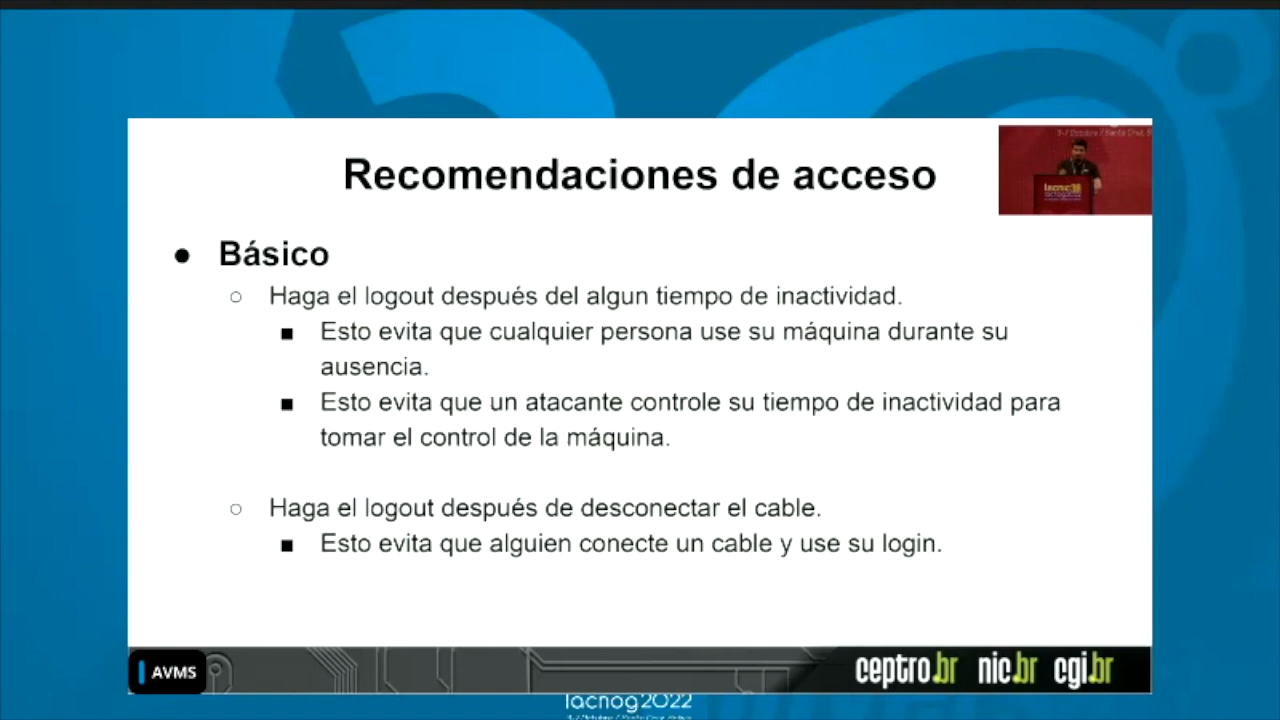 Recomendaciones de acceso
● Básico
○ Haga el logout después del algun tiempo de inactividad.
■ Esto evita que cualquier persona use su máquina durante su
ausencia.
■ Esto evita que un atacante controle su tiempo de inactividad para
tomar el control de la máquina.
○ Haga el logout después de desconectar el cable.
■ Esto evita que alguien conecte un cable y use su login.
AVMS
ceptro.br nic.br cgi.br
lacnog2022